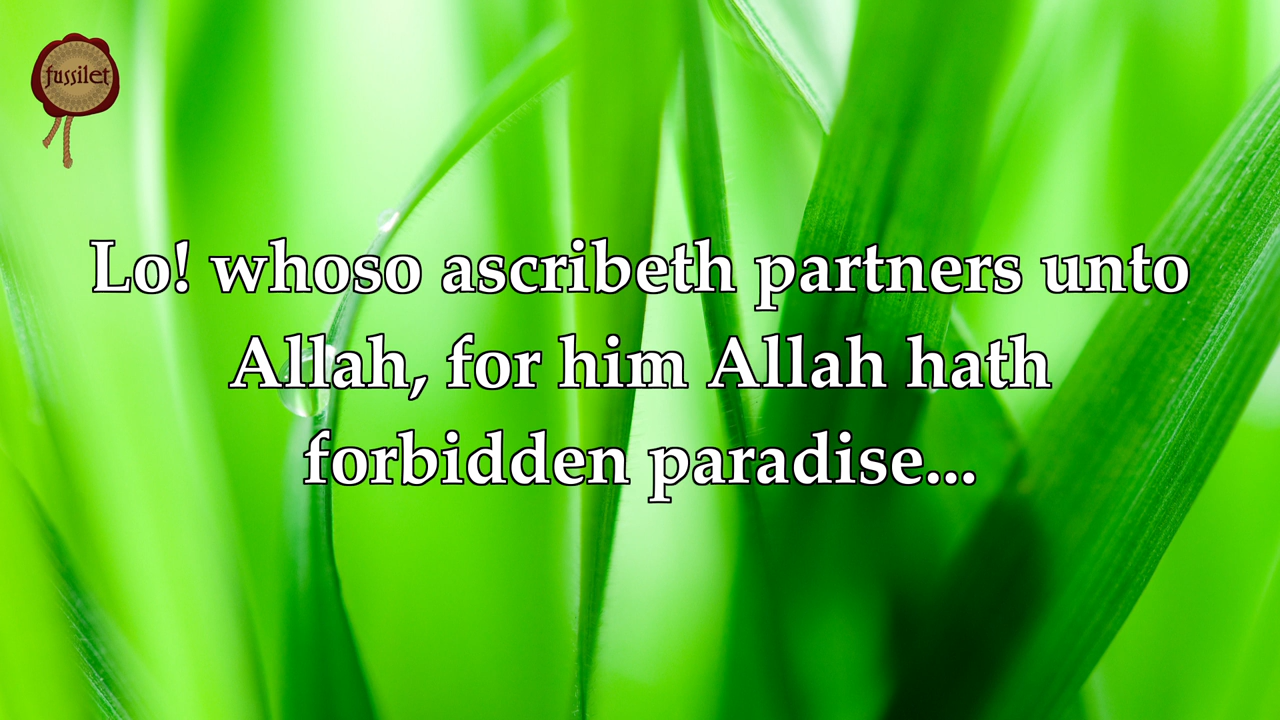 fussilet
Lo! whoso ascribeth partners unto
Allah, for him Allah hath
forbidden paradise...